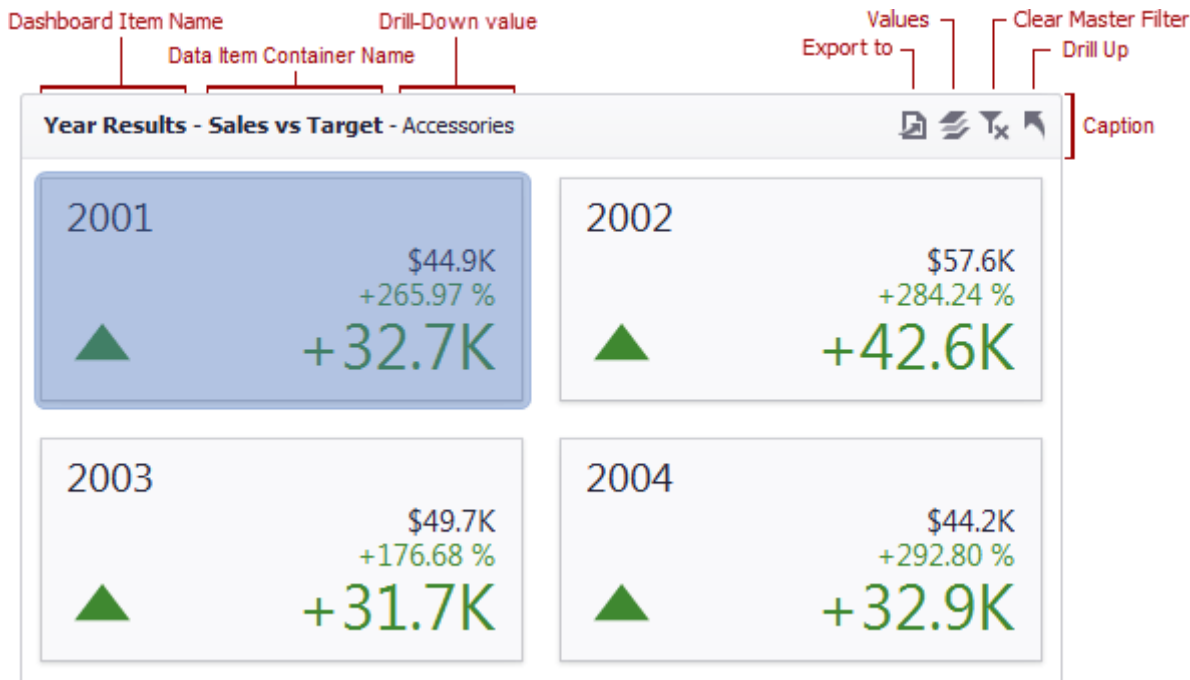 Dashboard Item Name
Drill-Down value
Values
Clear Master Filter
Data Item Container Name
Export to
Drill Up
Year Results - Sales vs Target - Accessories
Caption
2001
$44.9K
+265.97 %
+32.7K
2002
$57.6K
+284.24 %
+42.6K
2003
$49.7K
+176.68 %
+31.7K
2004
$44.2K
+292.80 %
+32.9K